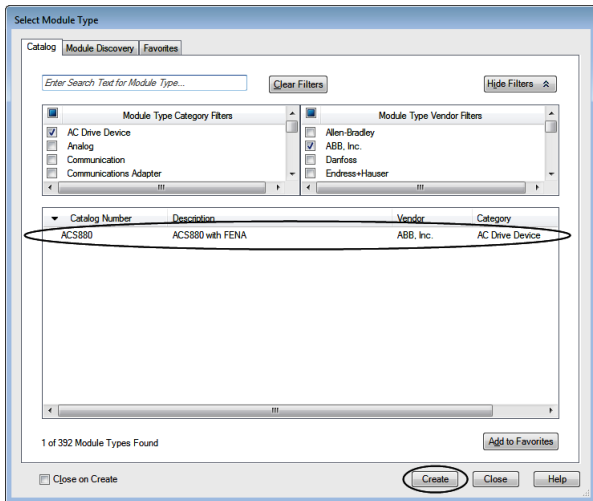 Select Module Type
Catalog Module Discovery Favorites
Enter Search Text for Module Type...
Clear Filters
Hide Filters
Module Type Category Filters
Module Type Vendor Filters
AC Drive Device
Allen-Bradley
Analog
ABB, Inc.
Communication
Danfoss
Communications Adapter
Endress+Hauser
Catalog Number Description Vendor Category
ACS880 ACS880 with FENA ABB, Inc. AC Drive Device
1 of 392 Module Types Found
Add to Favorites
Close on Create
Create Close Help